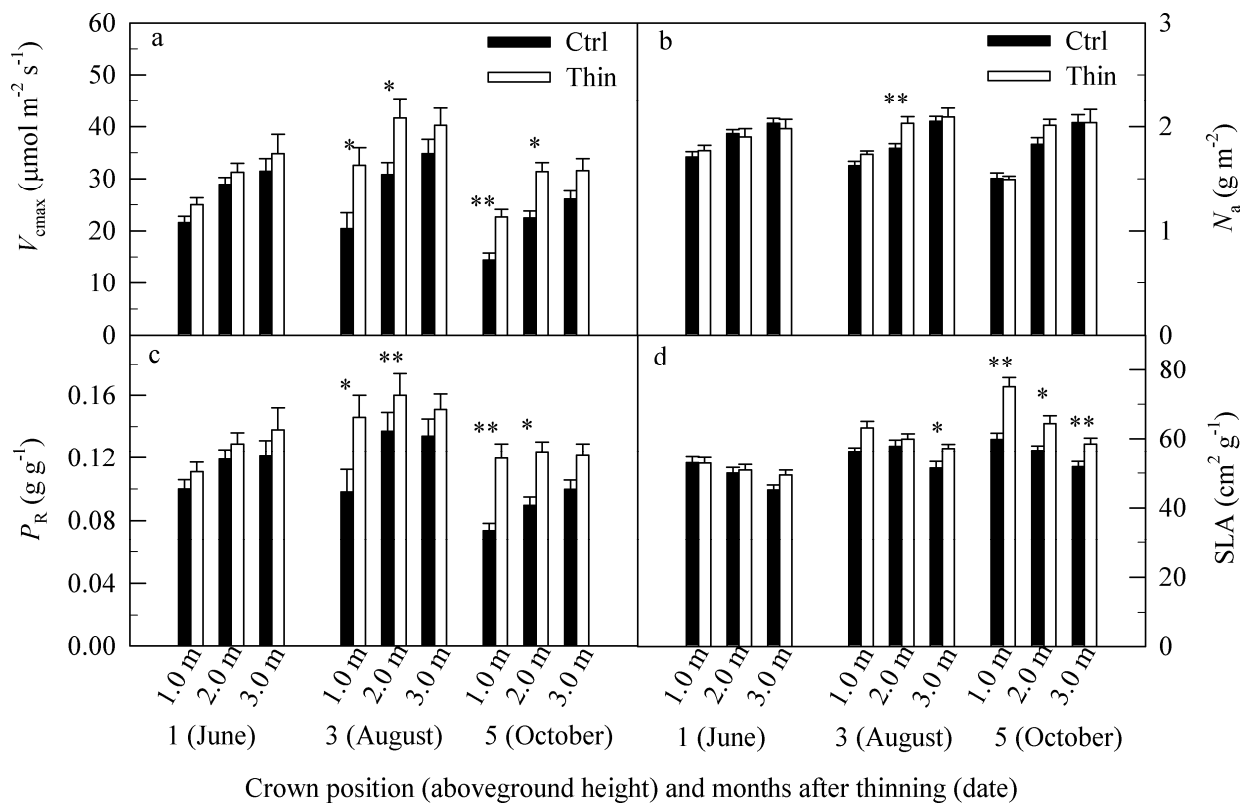 a
b
Ctrl
Thin
Ctrl
Thin
60
50
40
30
20
10
0
V_cmax (μmol m⁻² s⁻¹)
* * ** *
**
3
2
1
0
N_a (g m⁻²)
c
d
0.16
0.12
0.08
0.04
0.00
P_R (g g⁻¹)
* ** ** *
* ** * **
80
60
40
20
0
SLA (cm² g⁻¹)
1.0 m 2.0 m 3.0 m 1.0 m 2.0 m 3.0 m 1.0 m 2.0 m 3.0 m 1.0 m 2.0 m 3.0 m 1.0 m 2.0 m 3.0 m 1.0 m 2.0 m 3.0 m
1 (June) 3 (August) 5 (October) 1 (June) 3 (August) 5 (October)
Crown position (aboveground height) and months after thinning (date)